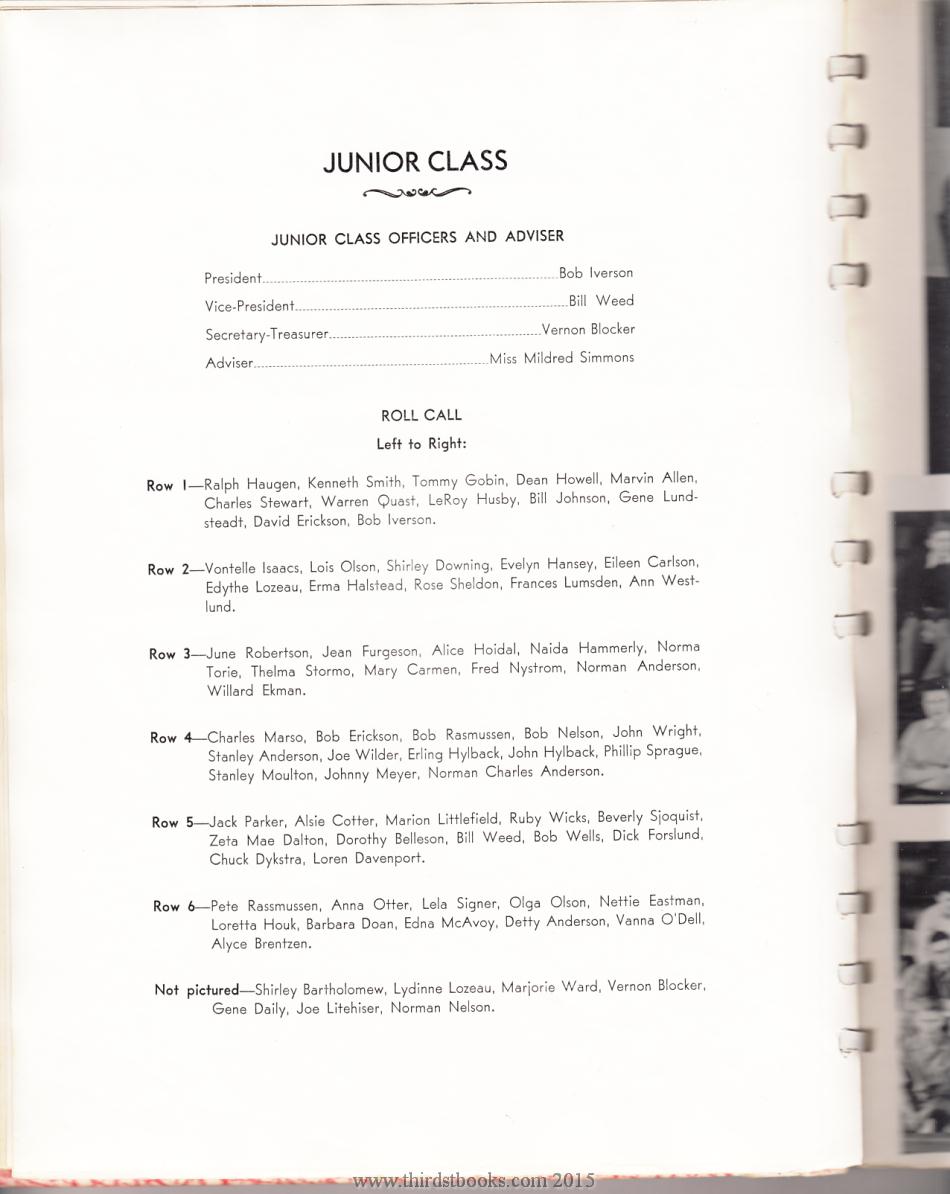 JUNIOR CLASS
JUNIOR CLASS OFFICERS AND ADVISER
President Bob Iverson
Vice-President Bill Weed
Secretary-Treasurer Vernon Blocker
Adviser Miss Mildred Simmons
ROLL CALL
Left to Right:
Row 1—Ralph Haugen, Kenneth Smith, Tommy Gobin, Dean Howell, Marvin Allen,
Charles Stewart, Warren Quast, LeRoy Husby, Bill Johnson, Gene Lund-
steadt, David Erickson, Bob Iverson.
Row 2—Vontelle Isaacs, Lois Olson, Shirley Downing, Evelyn Hansey, Eileen Carlson,
Edythe Lozeau, Erma Halstead, Rose Sheldon, Frances Lumsden, Ann West-
lund.
Row 3—June Robertson, Jean Furgeson, Alice Hoidal, Naida Hammerly, Norma
Torie, Thelma Stormo, Mary Carmen, Fred Nystrom, Norman Anderson,
Willard Ekman.
Row 4—Charles Marso, Bob Erickson, Bob Rasmussen, Bob Nelson, John Wright,
Stanley Anderson, Joe Wilder, Erling Hylback, John Hylback, Phillip Sprague,
Stanley Moulton, Johnny Meyer, Norman Charles Anderson.
Row 5—Jack Parker, Alsie Cotter, Marion Littlefield, Ruby Wicks, Beverly Sjoquist,
Zeta Mae Dalton, Dorothy Belleson, Bill Weed, Bob Wells, Dick Forslund,
Chuck Dykstra, Loren Davenport.
Row 6—Pete Rassmussen, Anna Otter, Lela Signer, Olga Olson, Nettie Eastman,
Loretta Houk, Barbara Doan, Edna McAvoy, Detty Anderson, Vanna O'Dell,
Alyce Brentzen.
Not pictured—Shirley Bartholomew, Lydinne Lozeau, Marjorie Ward, Vernon Blocker,
Gene Daily, Joe Litehiser, Norman Nelson.
www.thirdstbooks.com 2015